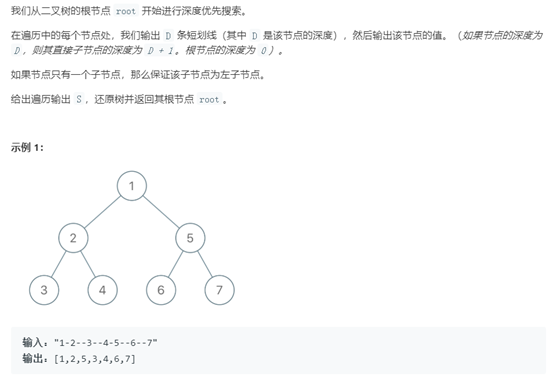 我们从二叉树的根节点 root 开始进行深度优先搜索。
在遍历中的每个节点处，我们输出 D 条短划线（其中 D 是该节点的深度），然后输出该节点的值。（如果节点的深度为
D，则其直接子节点的深度为 D + 1。根节点的深度为 0）。
如果节点只有一个子节点，那么保证该子节点为左子节点。
给出遍历输出 S，还原树并返回其根节点 root。
示例 1：
1
2 5
3 4 6 7
输入："1-2--3--4-5--6--7"
输出：[1,2,5,3,4,6,7]